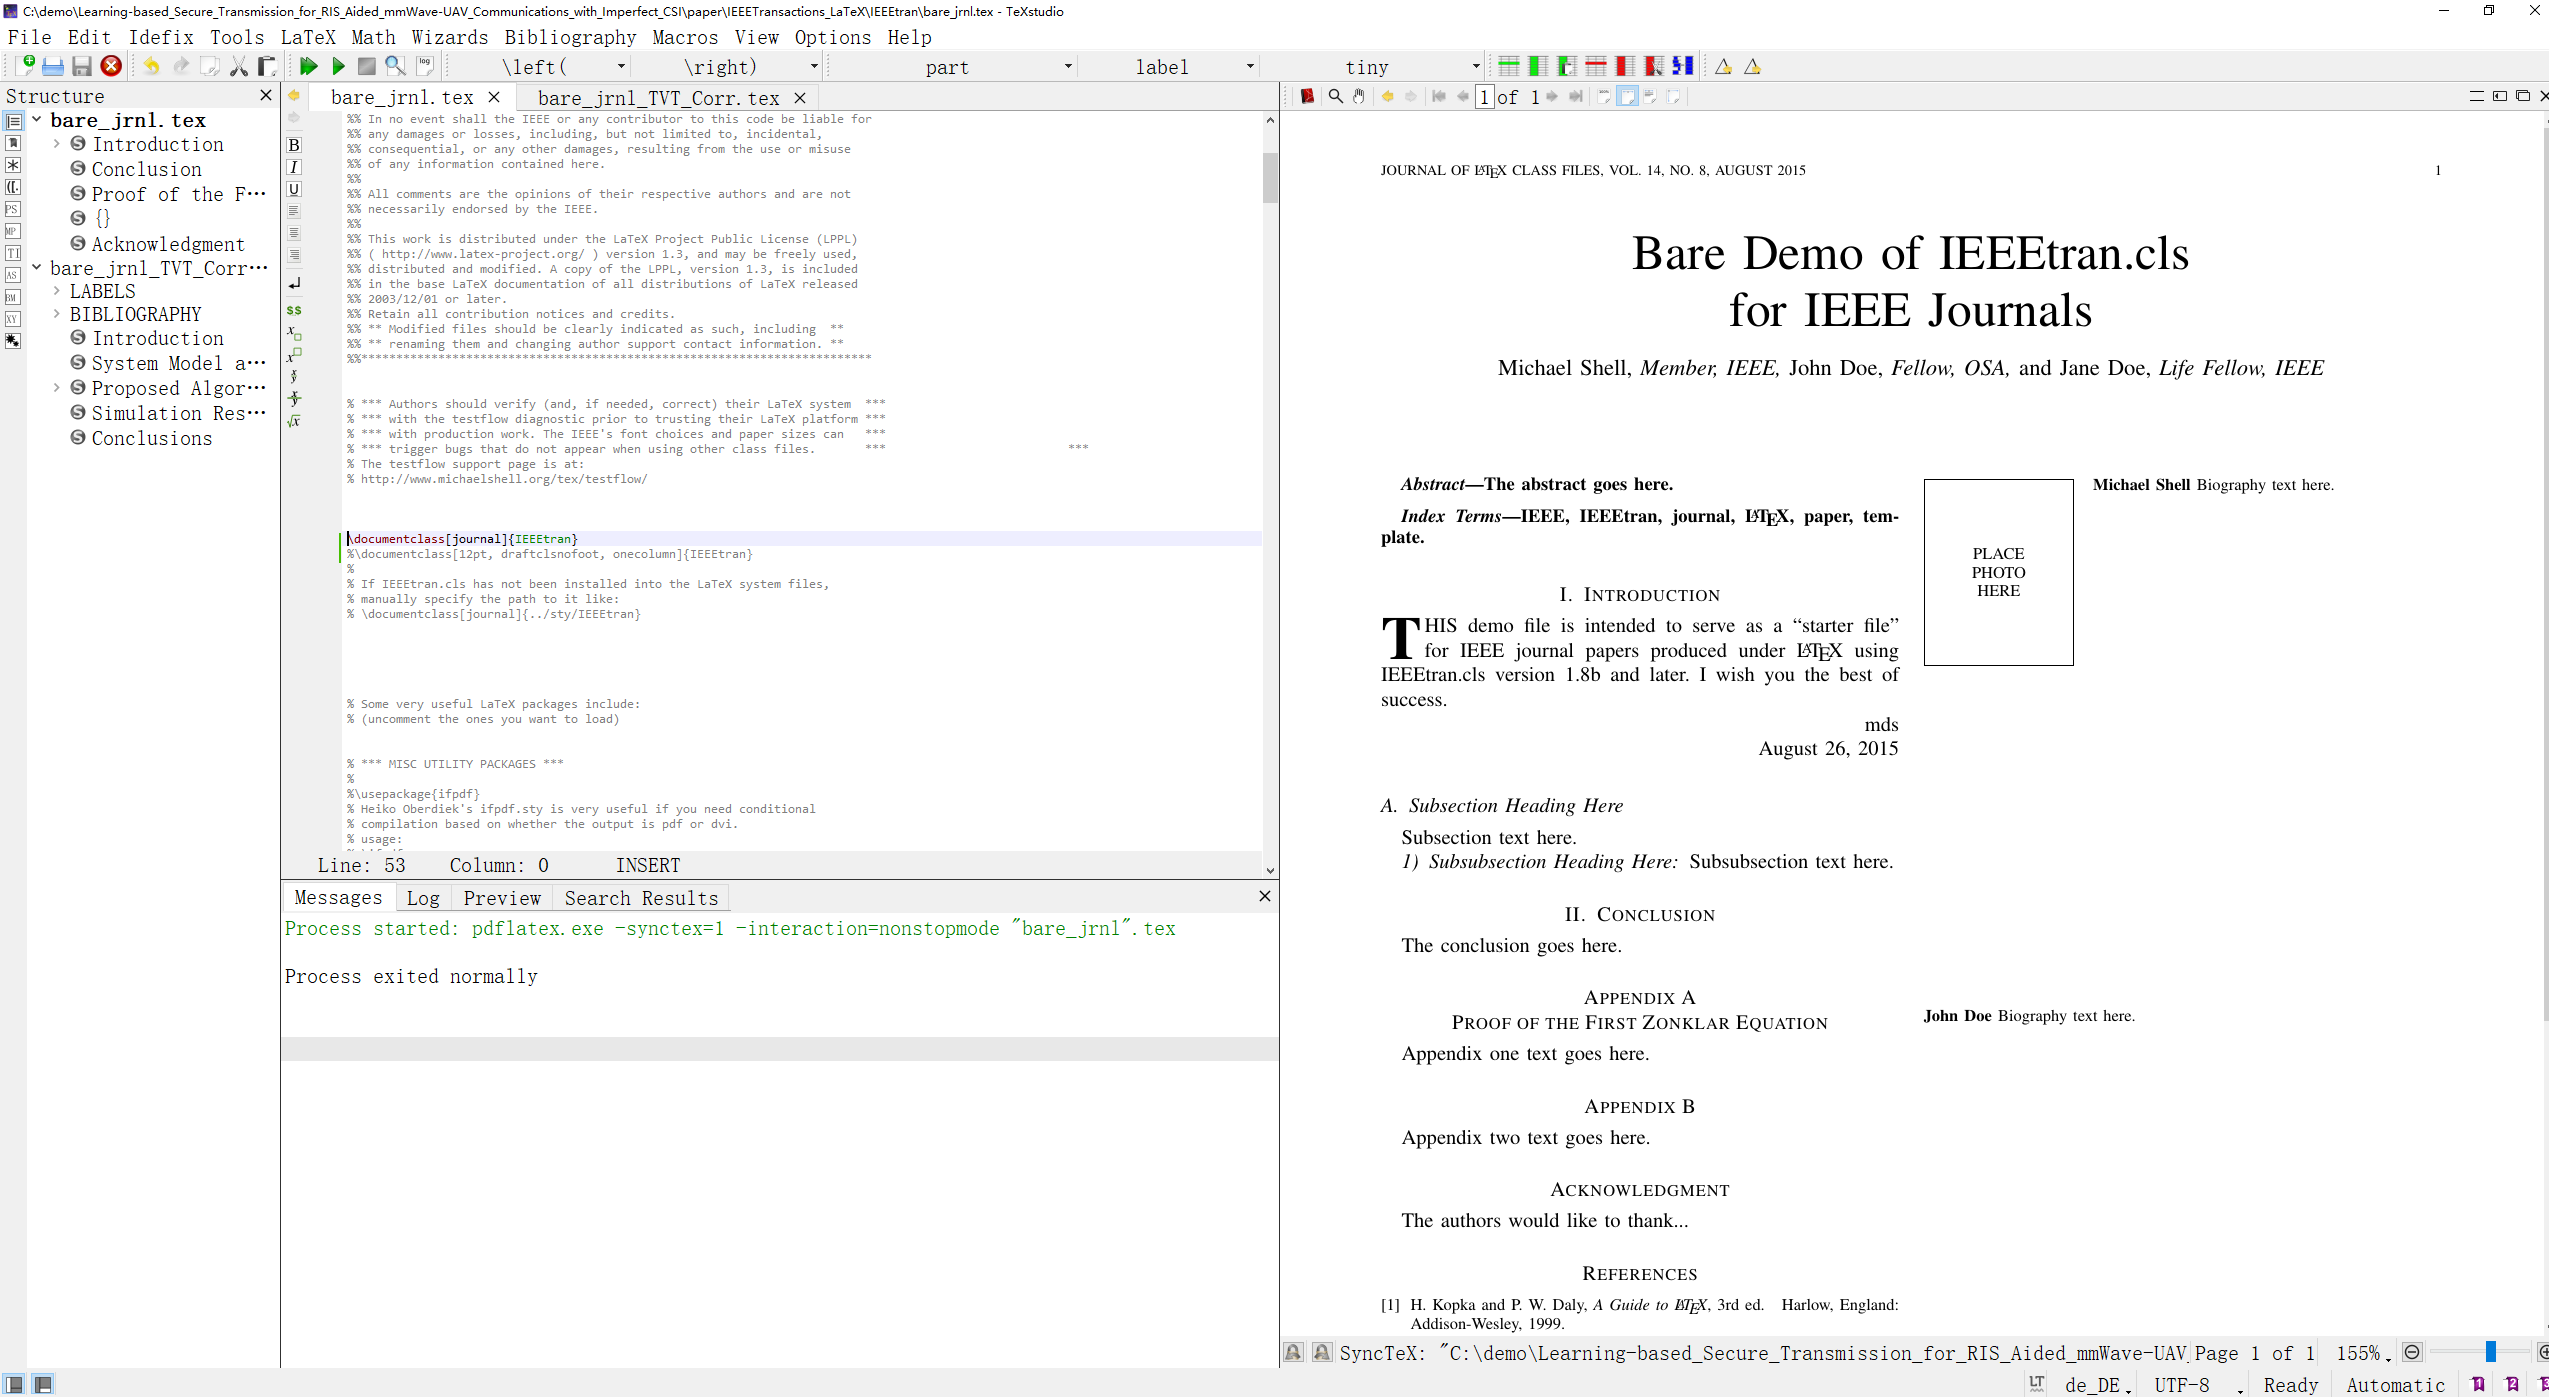 C:\demo\Learning-based_Secure_Transmission_for_RIS_Aided_mmWave-UAV_Communications_with_Imperfect_CSI\paper\IEEETransactions_LaTeX\IEEEtran\bare_jrnl.tex - TeXstudio
File Edit Idefix Tools LaTeX Math Wizards Bibliography Macros View Options Help
\left( \right) part label tiny
Structure
bare_jrnl.tex
Introduction
Conclusion
Proof of the F···
{}
Acknowledgment
bare_jrnl_TVT_Corr···
LABELS
BIBLIOGRAPHY
Introduction
System Model a···
Proposed Algor···
Simulation Res···
Conclusions
bare_jrnl.tex bare_jrnl_TVT_Corr.tex
%% In no event shall the IEEE or any contributor to this code be liable for
%% any damages or losses, including, but not limited to, incidental,
%% consequential, or any other damages, resulting from the use or misuse
%% of any information contained here.
%%
%% All comments are the opinions of their respective authors and are not
%% necessarily endorsed by the IEEE.
%%
%% This work is distributed under the LaTeX Project Public License (LPPL)
%% ( http://www.latex-project.org/ ) version 1.3, and may be freely used,
%% distributed and modified. A copy of the LPPL, version 1.3, is included
%% in the base LaTeX documentation of all distributions of LaTeX released
%% 2003/12/01 or later.
%% Retain all contribution notices and credits.
%% ** Modified files should be clearly indicated as such, including  **
%% ** renaming them and changing author support contact information. **
%%*************************************************************************
% *** Authors should verify (and, if needed, correct) their LaTeX system  ***
% *** with the testflow diagnostic prior to trusting their LaTeX platform ***
% *** with production work. The IEEE's font choices and paper sizes can   ***
% *** trigger bugs that do not appear when using other class files.       ***                          ***
% The testflow support page is at:
% http://www.michaelshell.org/tex/testflow/
\documentclass[journal]{IEEEtran}
%\documentclass[12pt, draftclsnofoot, onecolumn]{IEEEtran}
%
% If IEEEtran.cls has not been installed into the LaTeX system files,
% manually specify the path to it like:
% \documentclass[journal]{../sty/IEEEtran}
% Some very useful LaTeX packages include:
% (uncomment the ones you want to load)
% *** MISC UTILITY PACKAGES ***
%
%\usepackage{ifpdf}
% Heiko Oberdiek's ifpdf.sty is very useful if you need conditional
% compilation based on whether the output is pdf or dvi.
% usage:
Line: 53 Column: 0 INSERT
Messages Log Preview Search Results
Process started: pdflatex.exe -synctex=1 -interaction=nonstopmode "bare_jrnl".tex
Process exited normally
1 of 1
JOURNAL OF LATEX CLASS FILES, VOL. 14, NO. 8, AUGUST 2015 1
Bare Demo of IEEEtran.cls
for IEEE Journals
Michael Shell, Member, IEEE, John Doe, Fellow, OSA, and Jane Doe, Life Fellow, IEEE
Abstract—The abstract goes here.
Index Terms—IEEE, IEEEtran, journal, LATEX, paper, tem-
plate.
I. INTRODUCTION
THIS demo file is intended to serve as a “starter file”
for IEEE journal papers produced under LATEX using
IEEEtran.cls version 1.8b and later. I wish you the best of
success.
mds
August 26, 2015
A. Subsection Heading Here
Subsection text here.
1) Subsubsection Heading Here: Subsubsection text here.
II. CONCLUSION
The conclusion goes here.
APPENDIX A
PROOF OF THE FIRST ZONKLAR EQUATION
Appendix one text goes here.
APPENDIX B
Appendix two text goes here.
ACKNOWLEDGMENT
The authors would like to thank...
REFERENCES
[1] H. Kopka and P. W. Daly, A Guide to LATEX, 3rd ed. Harlow, England:
Addison-Wesley, 1999.
PLACE
PHOTO
HERE
Michael Shell Biography text here.
John Doe Biography text here.
SyncTeX: "C:\demo\Learning-based_Secure_Transmission_for_RIS_Aided_mmWave-UAV Page 1 of 1 155%
LT de_DE UTF-8 Ready Automatic